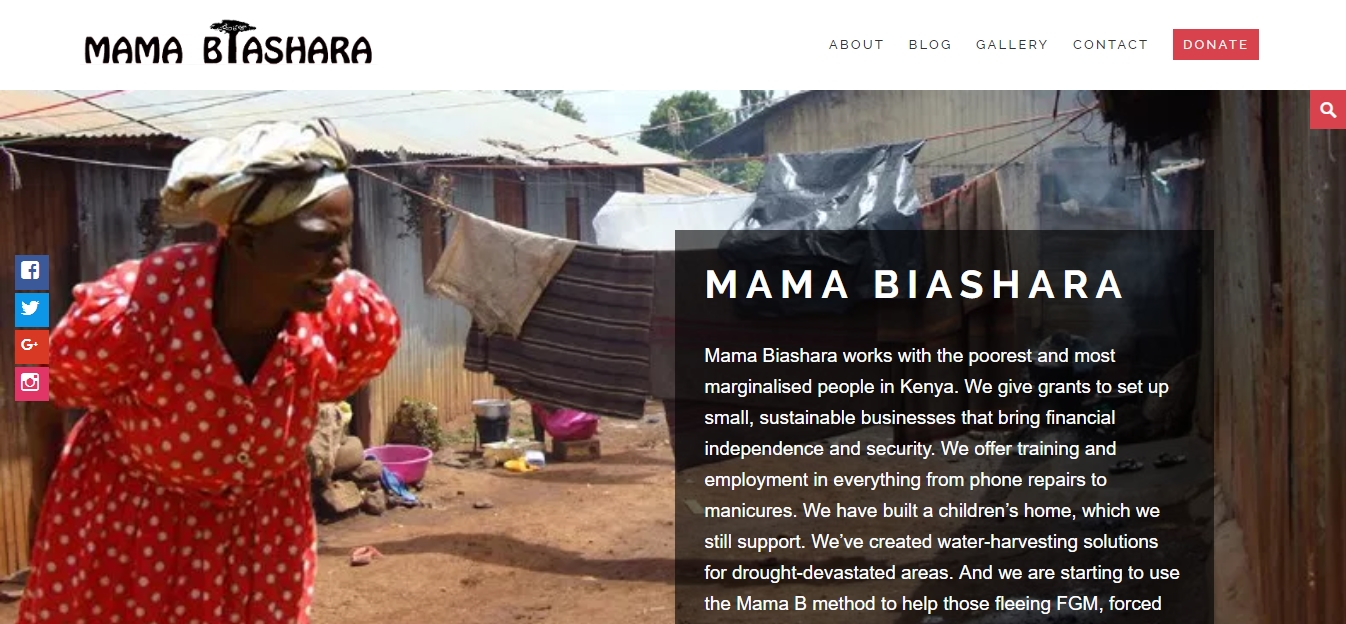 MAMA BIASHARA
ABOUT BLOG GALLERY CONTACT DONATE
MAMA BIASHARA
Mama Biashara works with the poorest and most
marginalised people in Kenya. We give grants to set up
small, sustainable businesses that bring financial
independence and security. We offer training and
employment in everything from phone repairs to
manicures. We have built a children’s home, which we
still support. We’ve created water-harvesting solutions
for drought-devastated areas. And we are starting to use
the Mama B method to help those fleeing FGM, forced